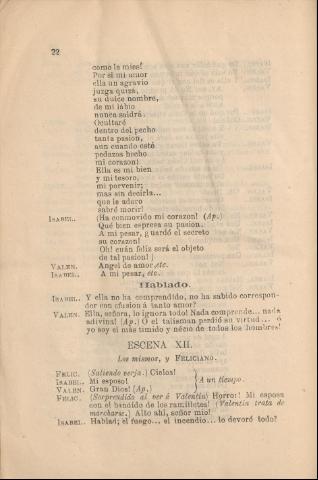 22
como la mies!
Por si mi amor
ella un agravio
juzga quizá,
su dulce nombre,
de mi labio
nunca saldrá.
Ocultaré
dentro del pecho
tanta pasion,
aun cuando esté
pedazos hecho
mi corazon!
Ella es mi bien
y mi tesoro,
mi porvenir;
mas sin decirla...
que la adoro
sabré morir!
ISABEL. (Ha conmovido mi corazon! (Ap.)
Qué bien espresa su pasion.
A mi pesar, guardó el secreto
su corazon!
Oh! cuán feliz será el objeto
de tal pasion!
VALEN. Angel de amor, etc.
ISABEL. A mi pesar, etc.
Hablado.
ISABEL. Y ella no ha comprendido, no ha sabido correspon-
der con efusion á tanto amor?
VALEN. Ella, señora, lo ignora todo! Nada comprende... nada
adivina! (Ap.) O el talisman perdió su virtud... ó
yo soy el más tímido y nécio de todos los hombres!
ESCENA XII.
Los mismos, y FELICIANO.
FELIC. (Saliendo verja.) Cielos!
ISABEL. Mi esposo! A un tiempo.
VALEN. Gran Dios! (Ap.)
FELIC. (Sorprendido al ver á Valentin) Horror!! Mi esposa
con el bandido de los ramilletes! (Valentin trata de
marcharse.) Alto ahí, señor mio!
ISABEL. Hablad; el fuego... el incendio... lo devoró todo?